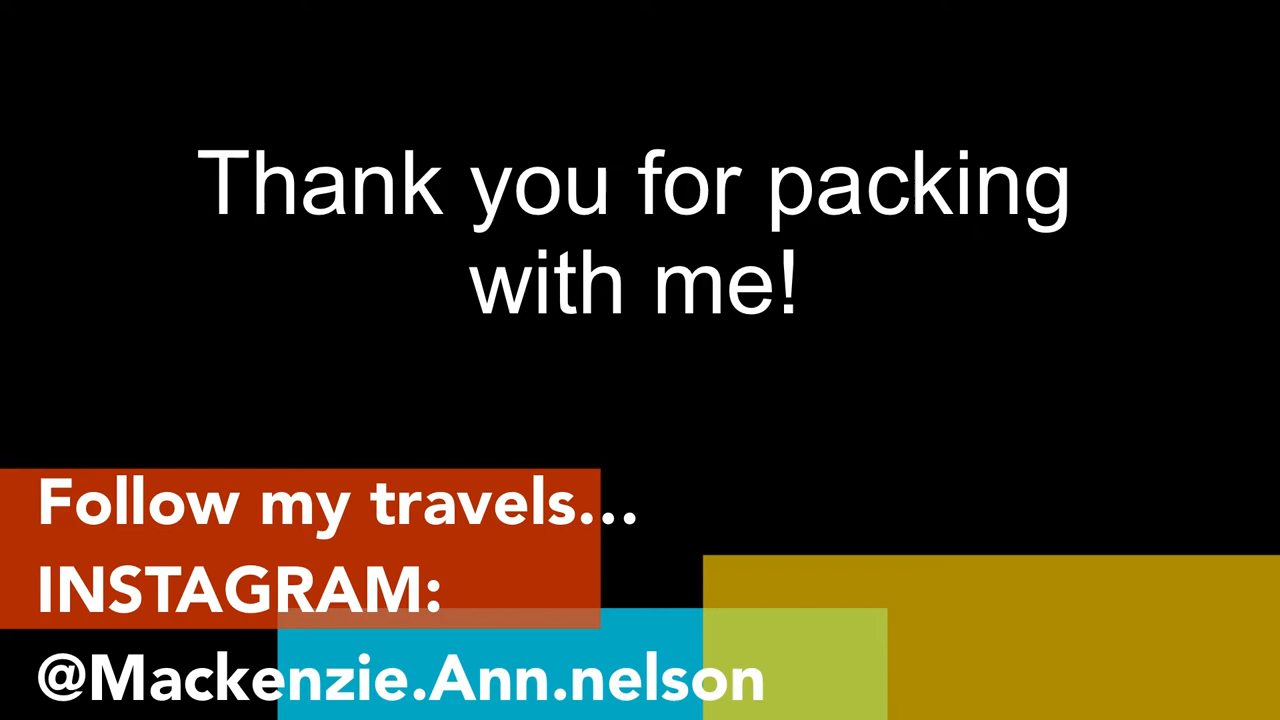 Thank you for packing
with me!
Follow my travels...
INSTAGRAM:
@Mackenzie.Ann.nelson